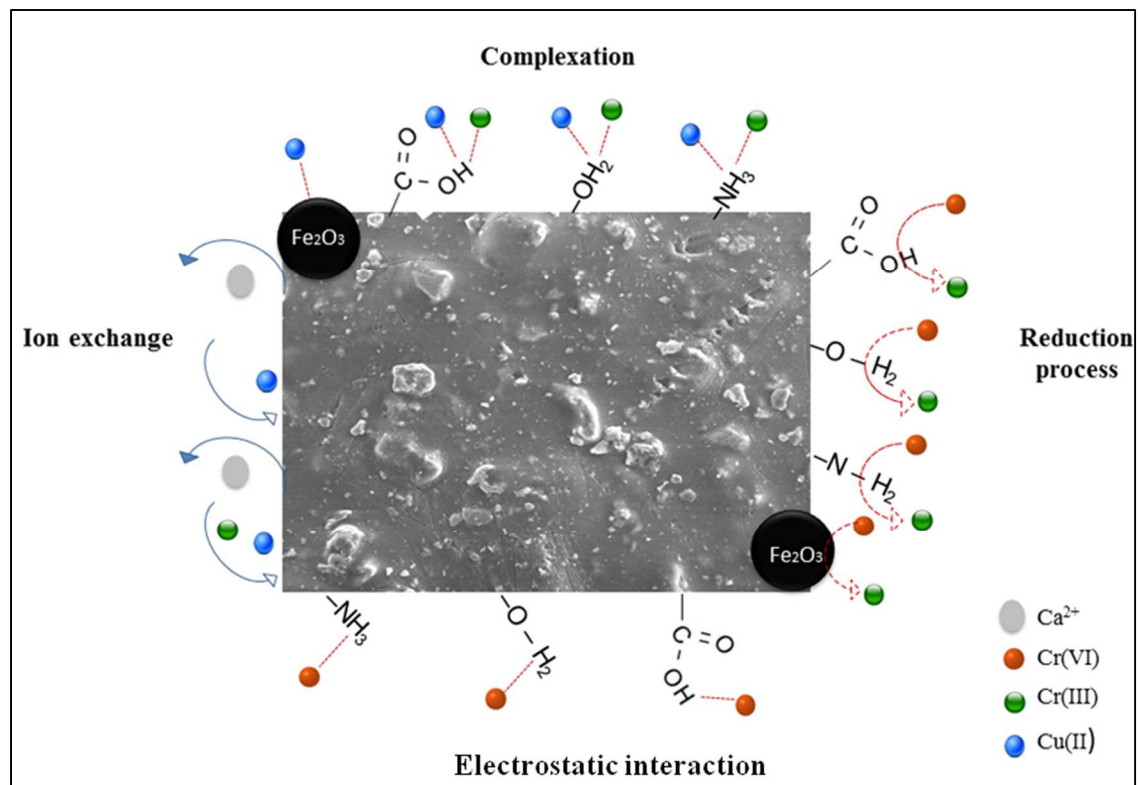 Complexation
O
C
OH
-OH₂
-NH₃
Fe₂O₃
O
C
OH
Ion exchange
-O-H₂
Reduction
process
-N-H₂
Fe₂O₃
-NH₃
-O-H₂
C=O
OH
Ca²⁺
Cr(VI)
Cr(III)
Cu(II)
Electrostatic interaction